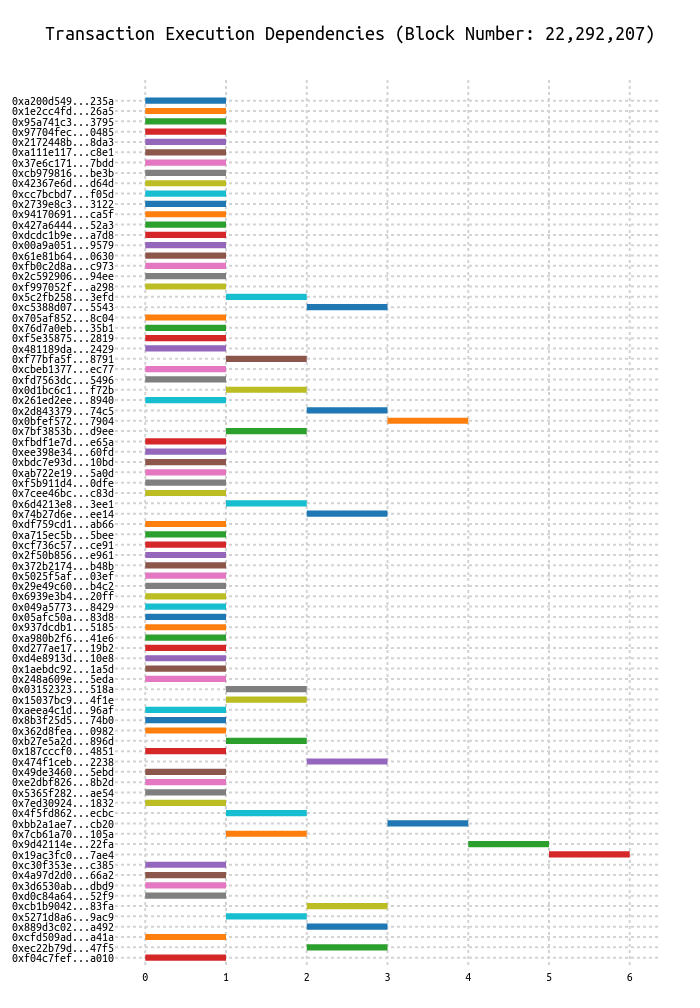 Transaction Execution Dependencies (Block Number: 22,292,207)
0xa200d549...235a
0x1e2cc4fd...26a5
0x95a741c3...3795
0x97704fec...0485
0x2172448b...8da3
0xa111e117...c8e1
0x37e6c171...7bdd
0xcb979816...be3b
0x42367e6d...d64d
0xcc7bcbd7...f05d
0x2739e8c3...3122
0x94170691...ca5f
0x427a6444...52a3
0xdcdc1b9e...a7d8
0x00a9a051...9579
0x61e81b64...0630
0xfb0c2d8a...c973
0x2c592906...94ee
0xf997052f...a298
0x5c2fb258...3efd
0xc5388d07...5543
0x705af852...8c04
0x76d7a0eb...35b1
0xf5e35875...2819
0x481189da...2429
0xf77bfa5f...8791
0xcbeb1377...ec77
0xfd7563dc...5496
0x0d1bc6c1...f72b
0x261ed2ee...8940
0x2d843379...74c5
0x0bfef572...7904
0x7bf3853b...d9ee
0xfbdf1e7d...e65a
0xee398e34...60fd
0xbdc7e93d...10bd
0xab722e19...5a0d
0xf5b911d4...0dfe
0x7cee46bc...c83d
0x6d4213e8...3ee1
0x74b27d6e...ee14
0xdf759cd1...ab66
0xa715ec5b...5bee
0xcf736c57...ce91
0x2f50b856...e961
0x372b2174...b48b
0x5025f5af...03ef
0x29e49c60...b4c2
0x6939e3b4...20ff
0x049a5773...8429
0x05afc50a...83d8
0x937dcdb1...5185
0xa980b2f6...41e6
0xd277ae17...19b2
0xd4e8913d...10e8
0x1aebdc92...1a5d
0x248a609e...5eda
0x03152323...518a
0x15037bc9...4f1e
0xaeea4c1d...96af
0x8b3f25d5...74b0
0x362d8fea...0982
0xb27e5a2d...896d
0x187cccf0...4851
0x474f1ceb...2238
0x49de3460...5ebd
0xe2dbf826...8b2d
0x5365f282...ae54
0x7ed30924...1832
0x4f5fd862...ecbc
0xbb2a1ae7...cb20
0x7cb61a70...105a
0x9d42114e...22fa
0x19ac3fc0...7ae4
0xc30f353e...c385
0x4a97d2d0...66a2
0x3d6530ab...dbd9
0xd0c84a64...52f9
0xcb1b9042...83fa
0x5271d8a6...9ac9
0x889d3c02...a492
0xcfd509ad...a41a
0xec22b79d...47f5
0xf04c7fef...a010
0 1 2 3 4 5 6